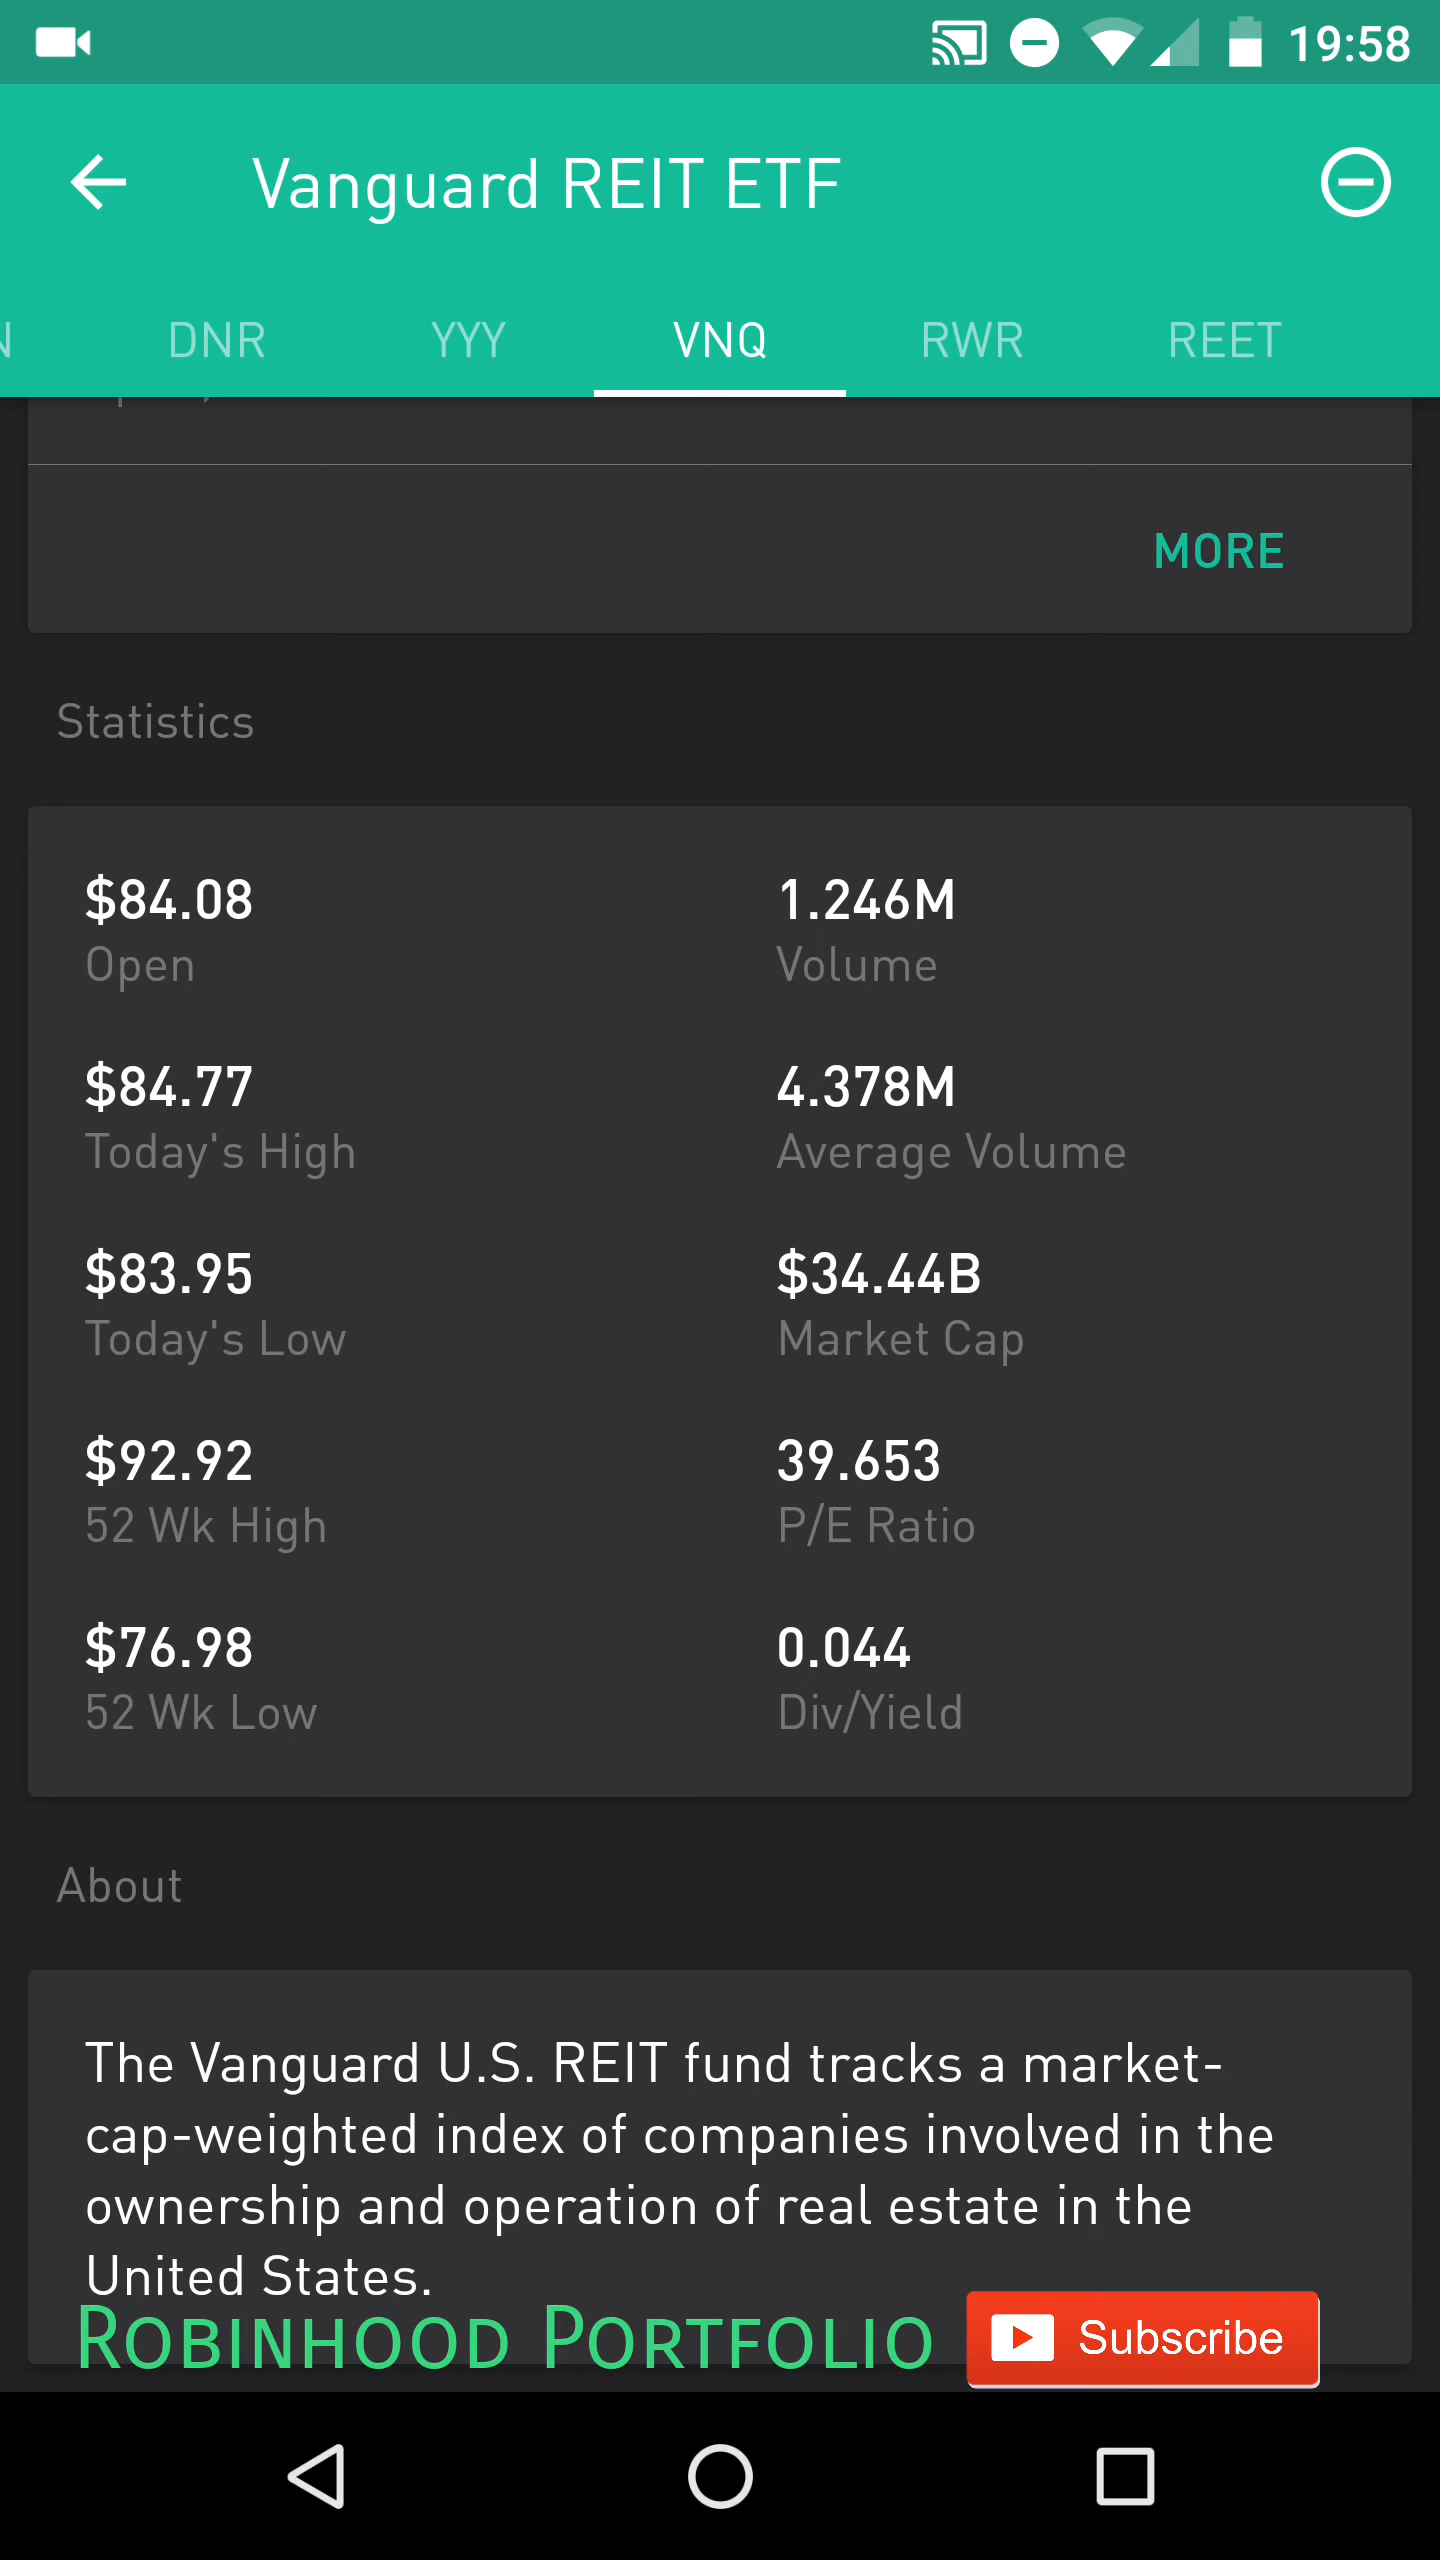 19:58
Vanguard REIT ETF
DNR YYY VNQ RWR REET
MORE
Statistics
$84.08 1.246M
Open Volume
$84.77 4.378M
Today's High Average Volume
$83.95 $34.44B
Today's Low Market Cap
$92.92 39.653
52 Wk High P/E Ratio
$76.98 0.044
52 Wk Low Div/Yield
About
The Vanguard U.S. REIT fund tracks a market-
cap-weighted index of companies involved in the
ownership and operation of real estate in the
United States.
ROBINHOOD PORTFOLIO Subscribe